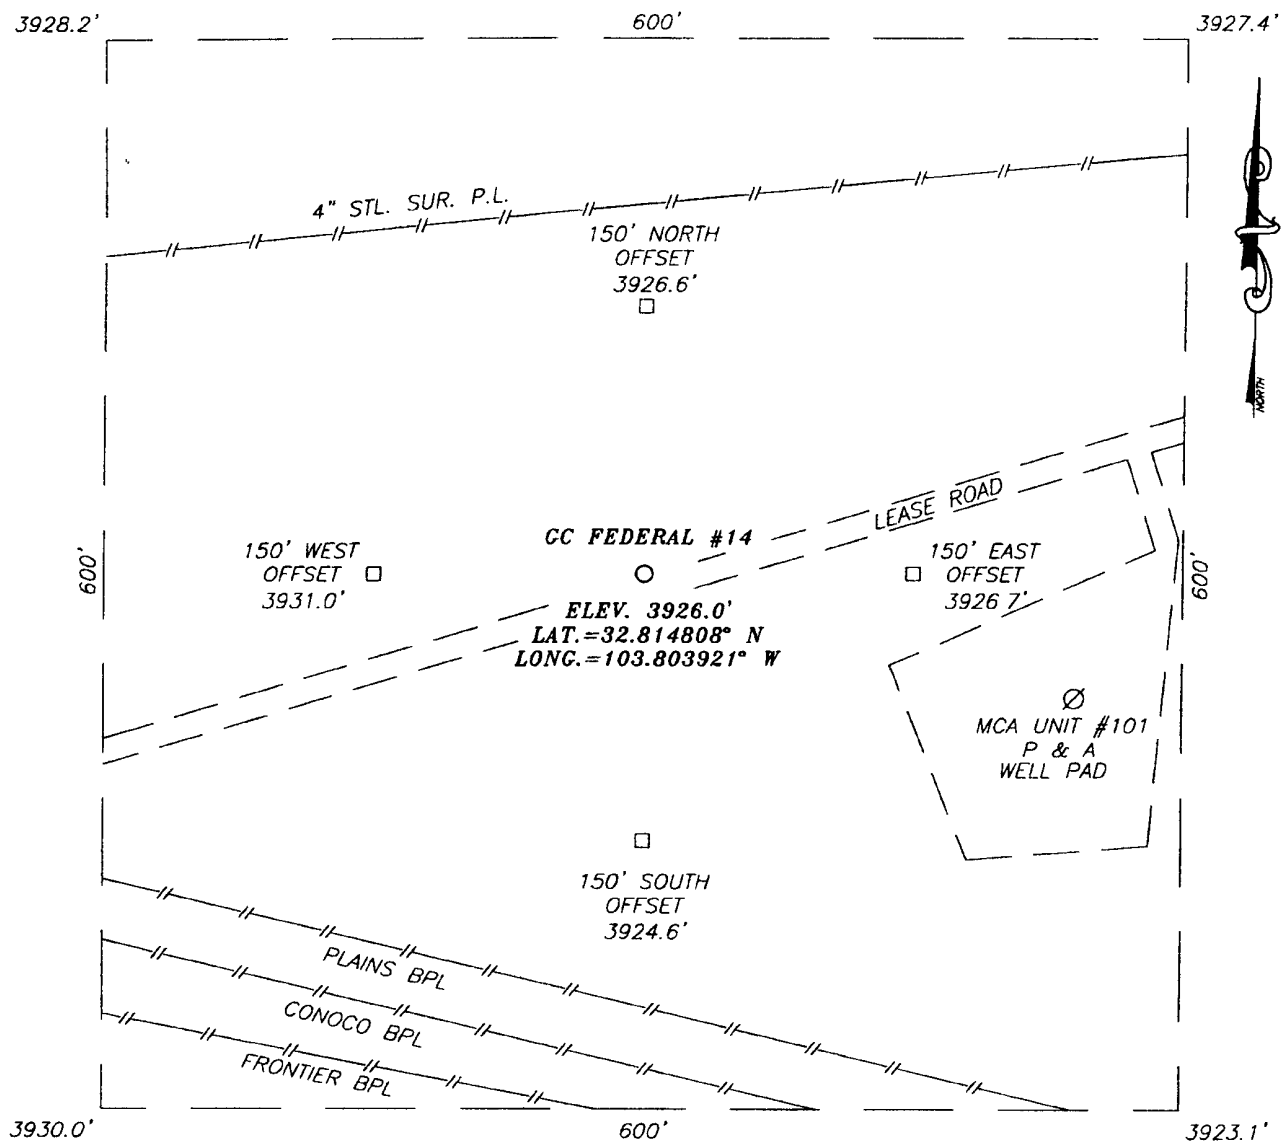 3928.2'
600'
3927.4'
4" STL. SUR. P.L.
150' NORTH
OFFSET
3926.6'
NORTH
LEASE ROAD
GC FEDERAL #14
150' WEST
OFFSET
3931.0'
150' EAST
OFFSET
3926 7'
600'
600'
ELEV. 3926.0'
LAT.=32.814808° N
LONG.=103.803921° W
MCA UNIT #101
P & A
WELL PAD
150' SOUTH
OFFSET
3924.6'
PLAINS BPL
CONOCO BPL
FRONTIER BPL
3930.0'
600'
3923.1'